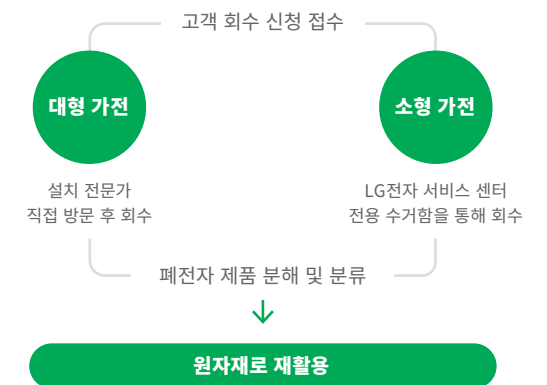 고객 회수 신청 접수
대형 가전
소형 가전
설치 전문가
직접 방문 후 회수
LG전자 서비스 센터
전용 수거함을 통해 회수
폐전자 제품 분해 및 분류
원자재로 재활용